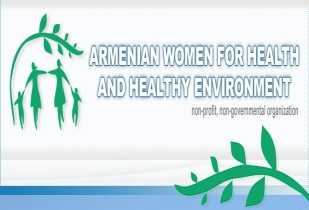 ARMENIAN WOMEN FOR HEALTH
AND HEALTHY ENVIRONMENT
non-profit, non-governmental organization